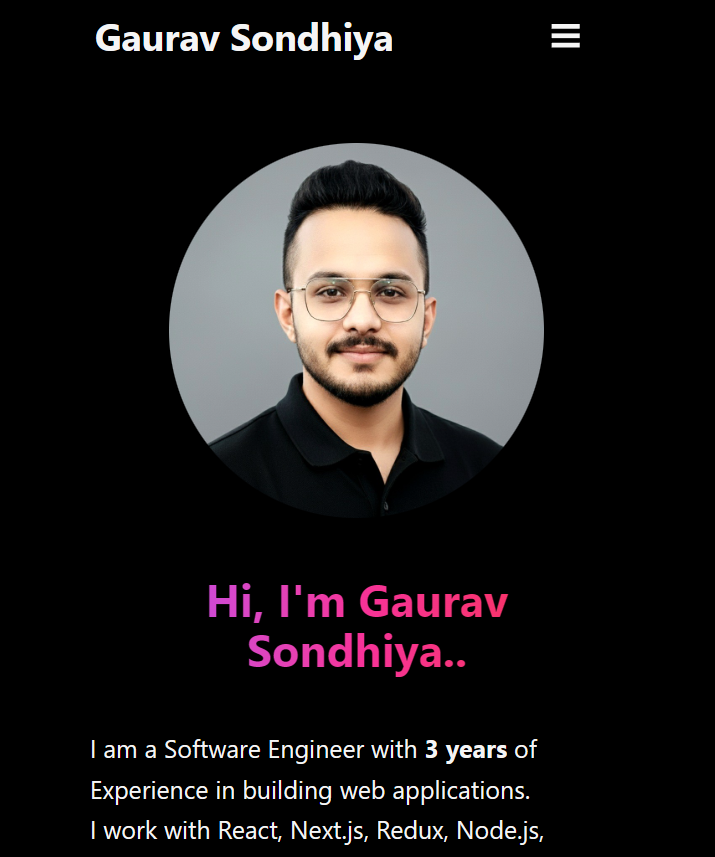 Gaurav Sondhiya
Hi, I'm Gaurav
Sondhiya..
I am a Software Engineer with 3 years of
Experience in building web applications.
I work with React, Next.js, Redux, Node.js,